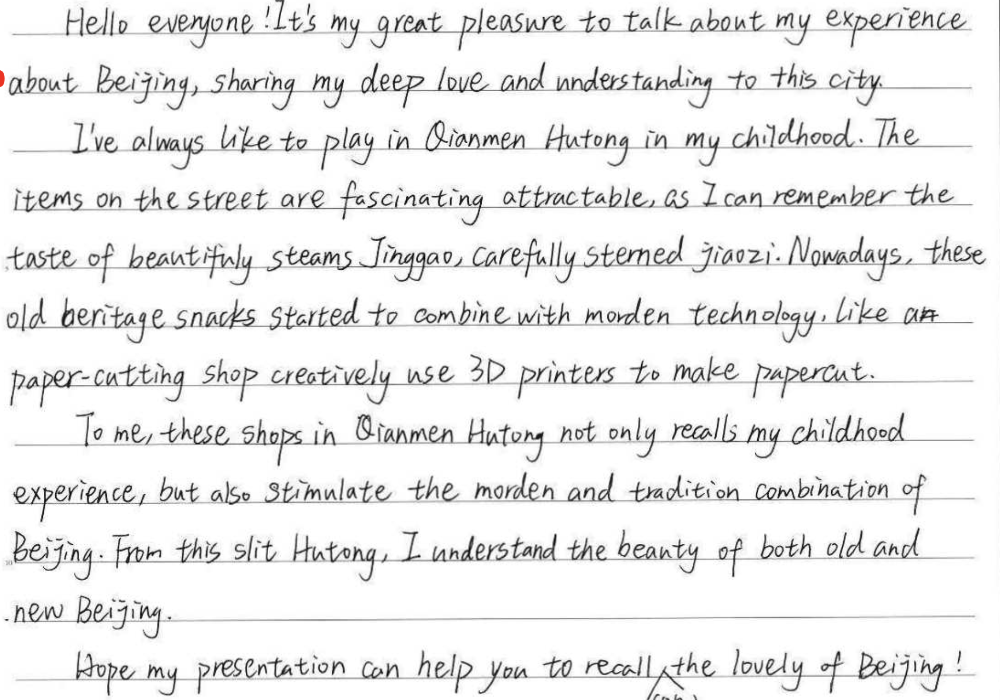 Hello everyone! It's my great pleasure to talk about my experience
about Beijing, sharing my deep love and understanding to this city.
I've always like to play in Qianmen Hutong in my childhood. The
items on the street are fascinating attractable, as I can remember the
taste of beautifuly steams Jinggao, carefully stemed jiaozi. Nowadays, these
old beritage snacks started to combine with morden technology, like a
paper-cutting shop creatively use 3D printers to make papercut.
To me, these shops in Qianmen Hutong not only recalls my childhood
experience, but also stimulate the morden and tradition combination of
Beijing. From this slit Hutong, I understand the beauty of both old and
new Beijing.
Hope my presentation can help you to recall the lovely of Beijing!